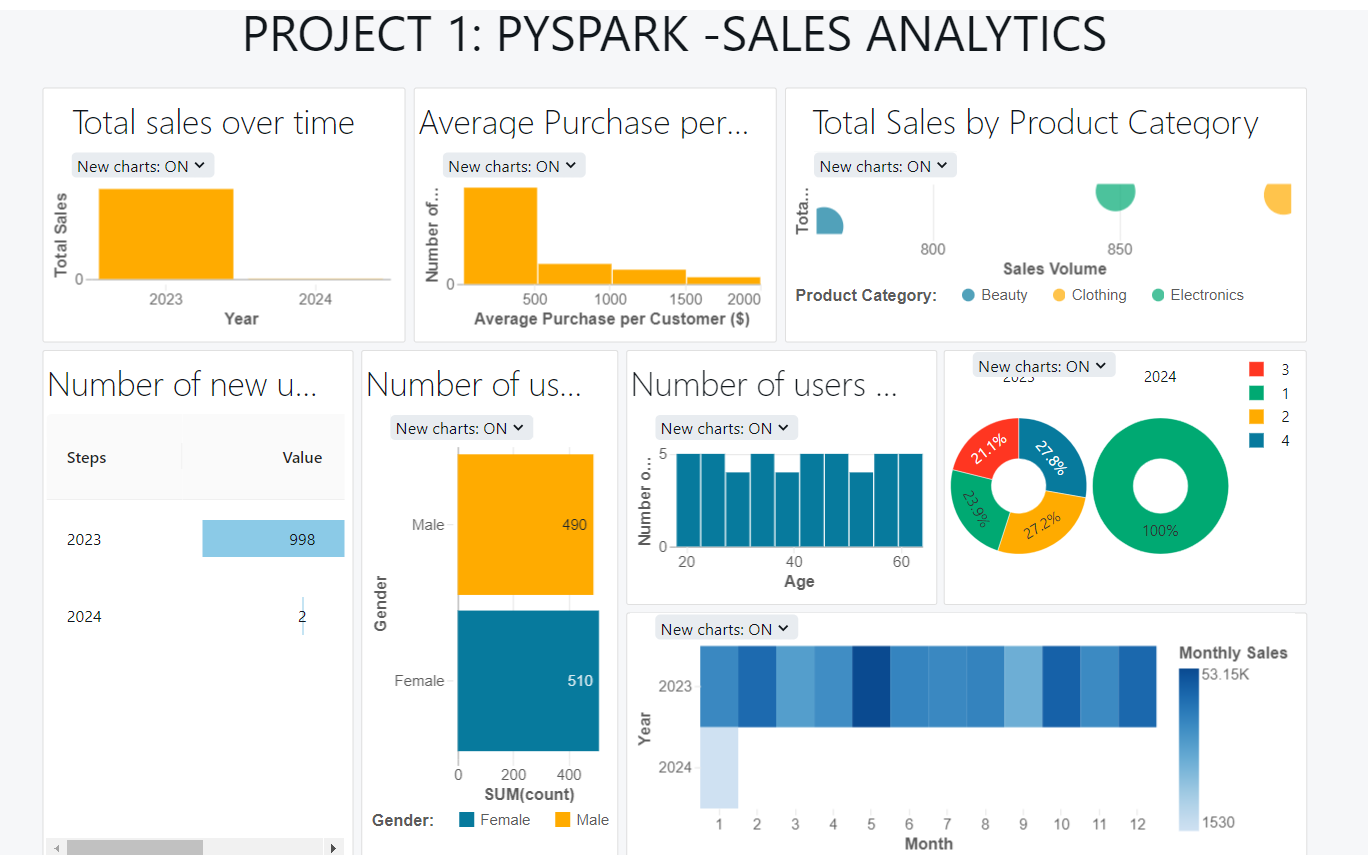 PROJECT 1: PYSPARK -SALES ANALYTICS
Total sales over time
New charts: ON
Total Sales
0
2023 2024
Year
Average Purchase per...
New charts: ON
Number of...
0
500 1000 1500 2000
Average Purchase per Customer ($)
Total Sales by Product Category
New charts: ON
Tota...
800 850
Sales Volume
Product Category: Beauty Clothing Electronics
Number of new u...
Steps Value
2023 998
2024 2
Number of us...
New charts: ON
Gender
Male 490
Female 510
0 200 400
SUM(count)
Gender: Female Male
Number of users ...
New charts: ON
Number o...
5
0
20 40 60
Age
New charts: ON
2023 2024
3
1
2
4
21.1% 27.8%
23.9% 27.2%
100%
New charts: ON
Year
2023
2024
1 2 3 4 5 6 7 8 9 10 11 12
Month
Monthly Sales
53.15K
1530